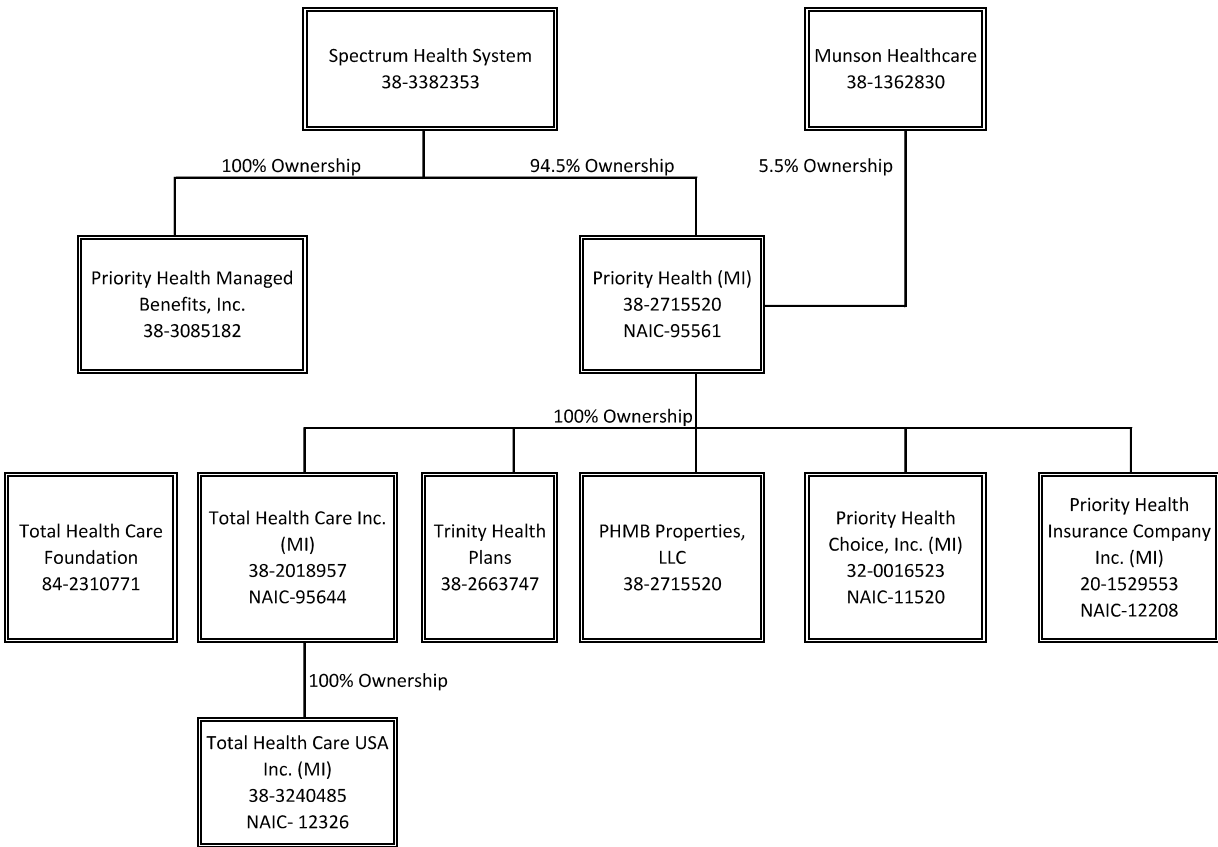 Spectrum Health System
38-3382353
Munson Healthcare
38-1362830
100% Ownership
94.5% Ownership
5.5% Ownership
Priority Health Managed
Benefits, Inc.
38-3085182
Priority Health (MI)
38-2715520
NAIC-95561
100% Ownership
Total Health Care
Foundation
84-2310771
Total Health Care Inc.
(MI)
38-2018957
NAIC-95644
Trinity Health
Plans
38-2663747
PHMB Properties,
LLC
38-2715520
Priority Health
Choice, Inc. (MI)
32-0016523
NAIC-11520
Priority Health
Insurance Company
Inc. (MI)
20-1529553
NAIC-12208
100% Ownership
Total Health Care USA
Inc. (MI)
38-3240485
NAIC- 12326